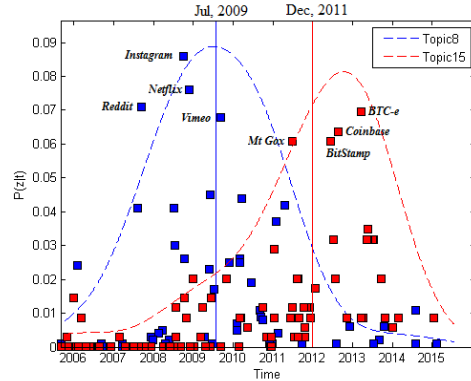 Jul, 2009 Dec, 2011
0.09
0.08
0.07
0.06
0.05
0.04
0.03
0.02
0.01
0
P(z|t)
Instagram
Netflix
Reddit
Vimeo
Mt Gox
BTC-e
Coinbase
BitStamp
Topic8
Topic15
2006 2007 2008 2009 2010 2011 2012 2013 2014 2015
Time